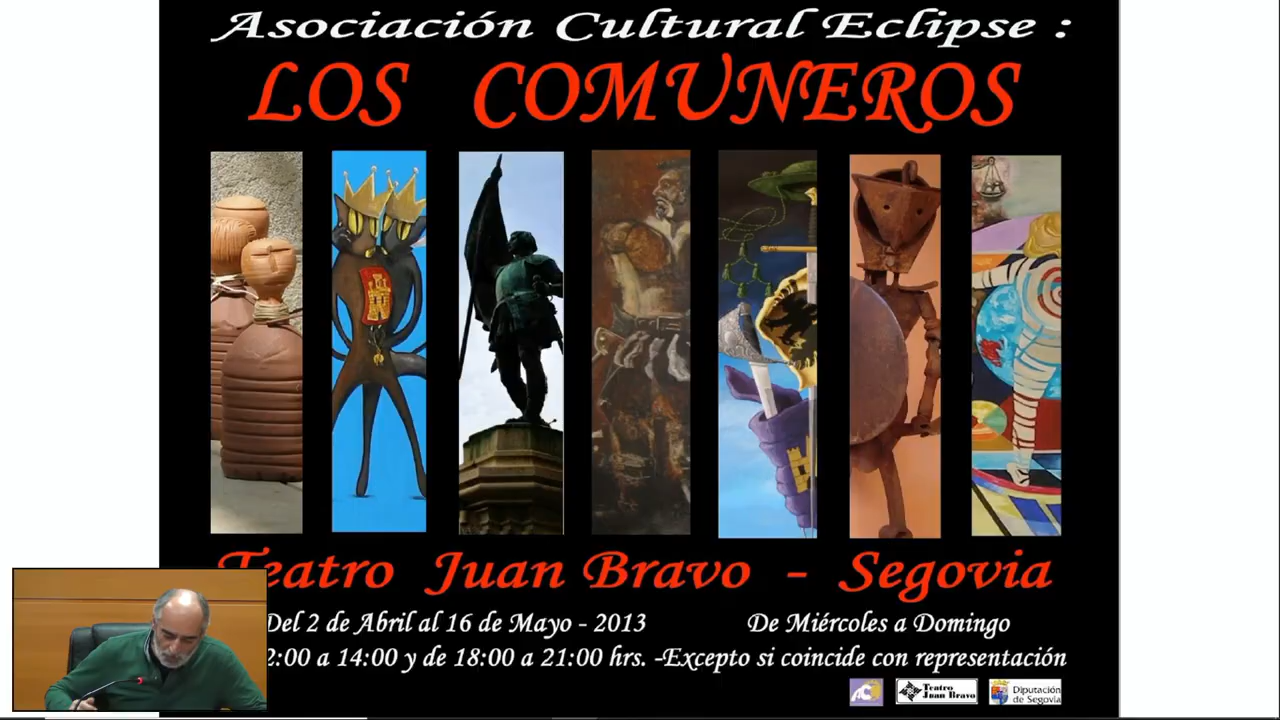 Asociación Cultural Eclipse :
LOS COMUNEROS
Teatro Juan Bravo - Segovia
Del 2 de Abril al 16 de Mayo - 2013 De Miércoles a Domingo
2:00 a 14:00 y de 18:00 a 21:00 hrs. -Excepto si coincide con representación
Teatro
Juan Bravo
Diputación
de Segovia